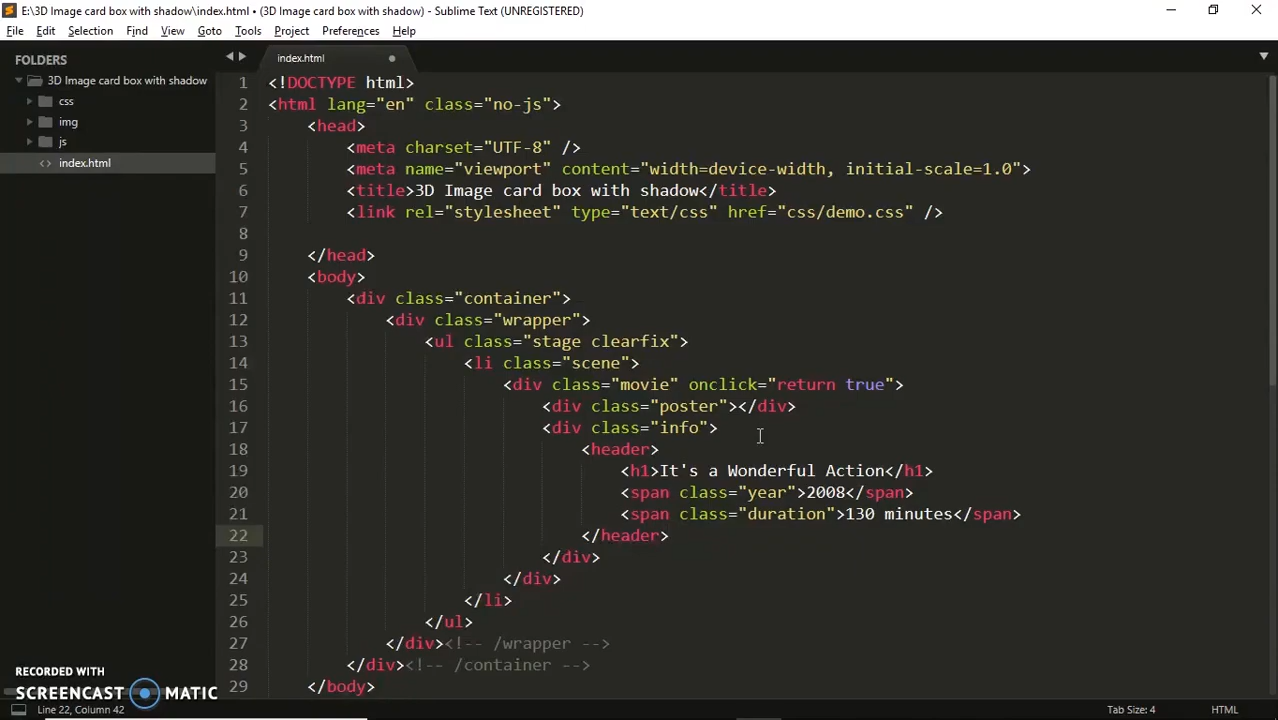 E:\3D Image card box with shadow\index.html • (3D Image card box with shadow) - Sublime Text (UNREGISTERED)
File Edit Selection Find View Goto Tools Project Preferences Help
FOLDERS
3D Image card box with shadow
css
img
js
<> index.html
index.html
1 <!DOCTYPE html>
2 <html lang="en" class="no-js">
3 <head>
4 <meta charset="UTF-8" />
5 <meta name="viewport" content="width=device-width, initial-scale=1.0">
6 <title>3D Image card box with shadow</title>
7 <link rel="stylesheet" type="text/css" href="css/demo.css" />
8
9 </head>
10 <body>
11 <div class="container">
12 <div class="wrapper">
13 <ul class="stage clearfix">
14 <li class="scene">
15 <div class="movie" onclick="return true">
16 <div class="poster"></div>
17 <div class="info">
18 <header>
19 <h1>It's a Wonderful Action</h1>
20 <span class="year">2008</span>
21 <span class="duration">130 minutes</span>
22 </header>
23 </div>
24 </div>
25 </li>
26 </ul>
27 </div><!-- /wrapper -->
28 </div><!-- /container -->
29 </body>
RECORDED WITH
SCREENCAST MATIC
Line 22, Column 42
Tab Size: 4
HTML